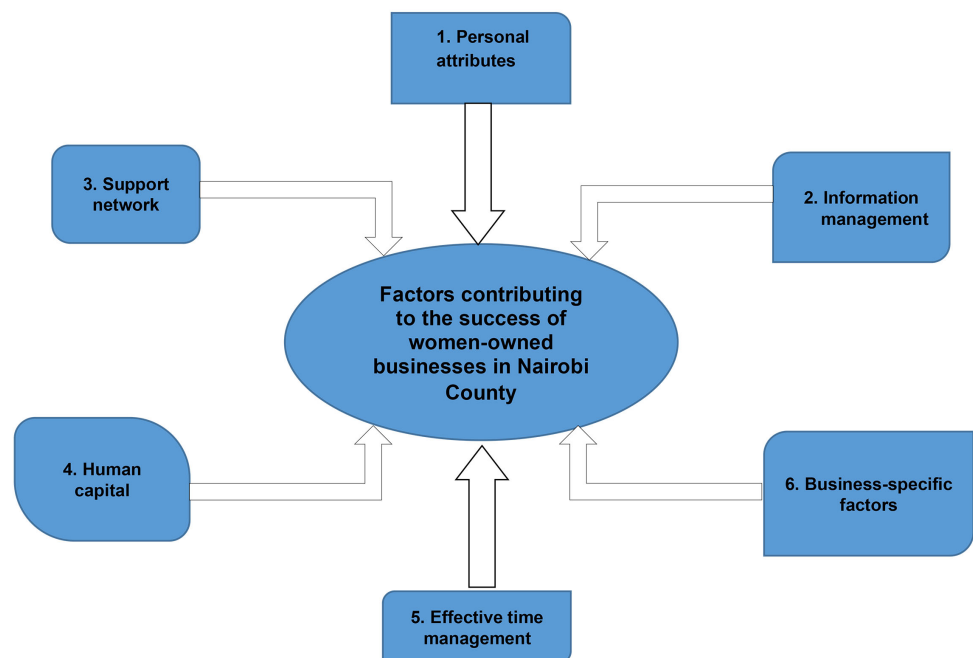 1. Personal
attributes
3. Support
network
2. Information
management
Factors contributing
to the success of
women-owned
businesses in Nairobi
County
4. Human
capital
6. Business-specific
factors
5. Effective time
management